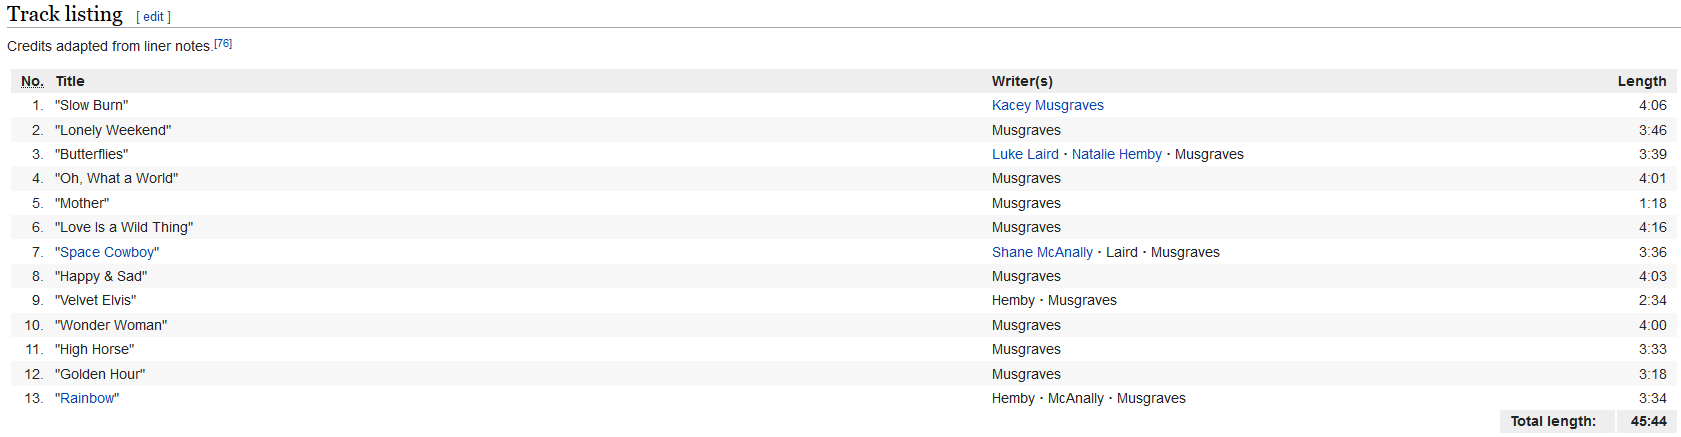 Track listing [ edit ]
Credits adapted from liner notes.[76]
No. Title Writer(s) Length
1. "Slow Burn" Kacey Musgraves 4:06
2. "Lonely Weekend" Musgraves 3:46
3. "Butterflies" Luke Laird · Natalie Hemby · Musgraves 3:39
4. "Oh, What a World" Musgraves 4:01
5. "Mother" Musgraves 1:18
6. "Love Is a Wild Thing" Musgraves 4:16
7. "Space Cowboy" Shane McAnally · Laird · Musgraves 3:36
8. "Happy & Sad" Musgraves 4:03
9. "Velvet Elvis" Hemby · Musgraves 2:34
10. "Wonder Woman" Musgraves 4:00
11. "High Horse" Musgraves 3:33
12. "Golden Hour" Musgraves 3:18
13. "Rainbow" Hemby · McAnally · Musgraves 3:34
Total length: 45:44